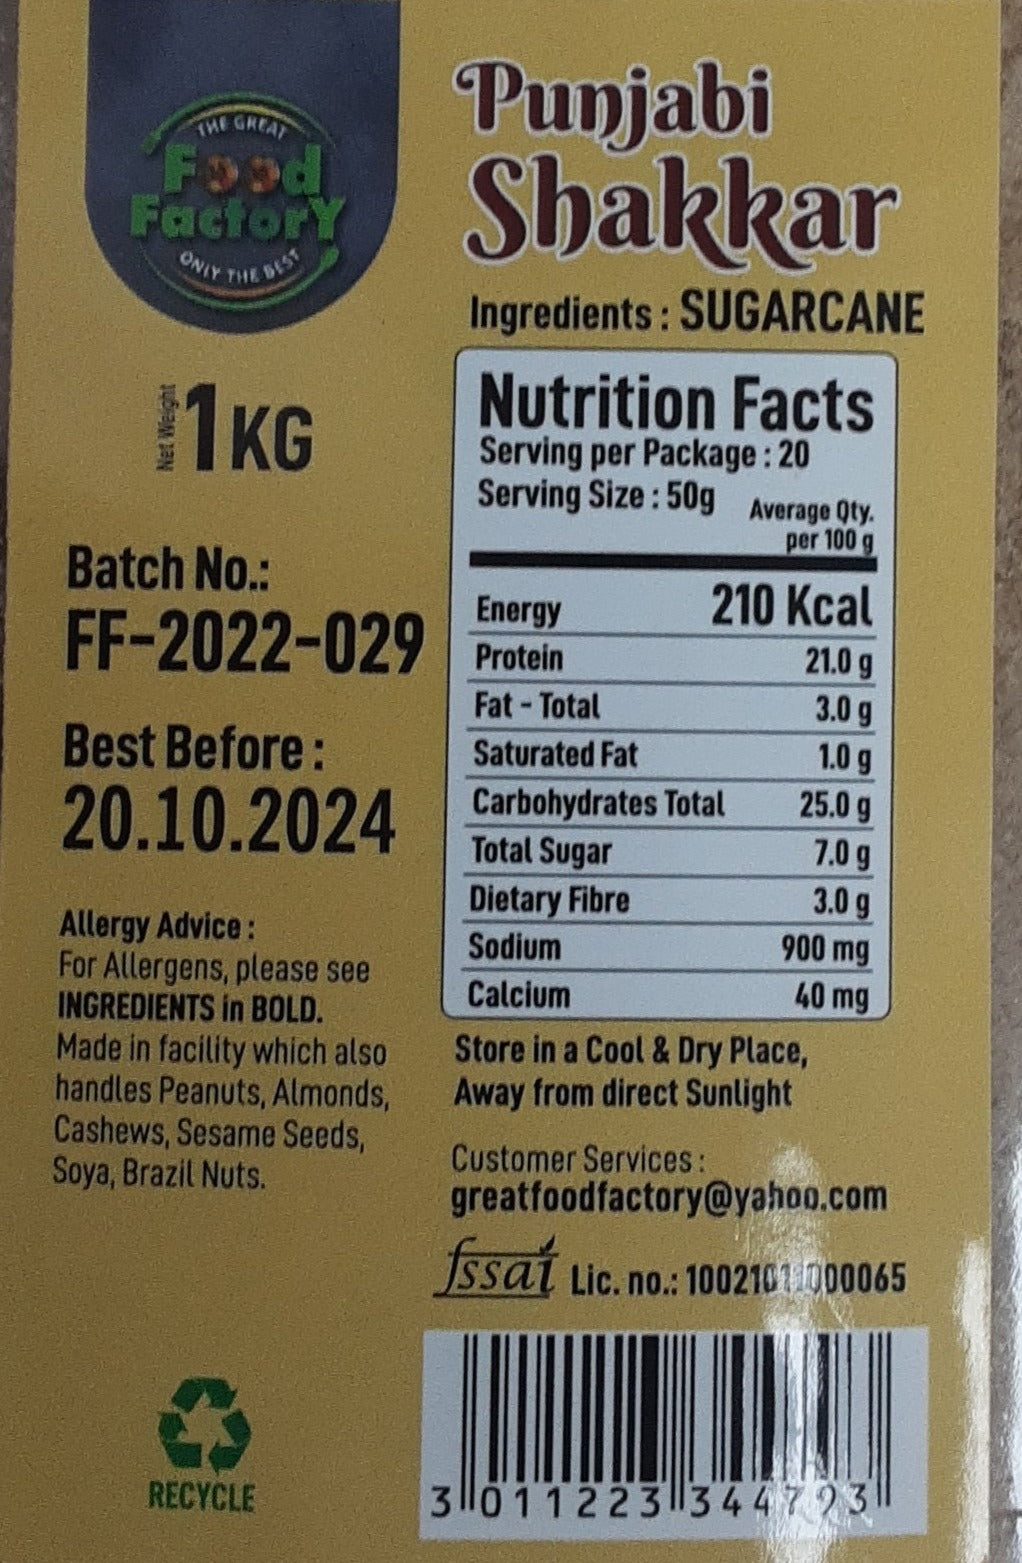 THE GREAT
Food
FactorY
ONLY THE BEST
Punjabi
Shakkar
Ingredients : SUGARCANE
Net Weight 1 KG
Batch No.:
FF-2022-029
Best Before :
20.10.2024
Allergy Advice :
For Allergens, please see
INGREDIENTS in BOLD.
Made in facility which also
handles Peanuts, Almonds,
Cashews, Sesame Seeds,
Soya, Brazil Nuts.
RECYCLE
Nutrition Facts
Serving per Package : 20
Serving Size : 50g
Average Qty.
per 100 g
Energy 210 Kcal
Protein 21.0 g
Fat - Total 3.0 g
Saturated Fat 1.0 g
Carbohydrates Total 25.0 g
Total Sugar 7.0 g
Dietary Fibre 3.0 g
Sodium 900 mg
Calcium 40 mg
Store in a Cool & Dry Place,
Away from direct Sunlight
Customer Services :
greatfoodfactory@yahoo.com
fssai Lic. no.: 10021011000065
3 011223 344793